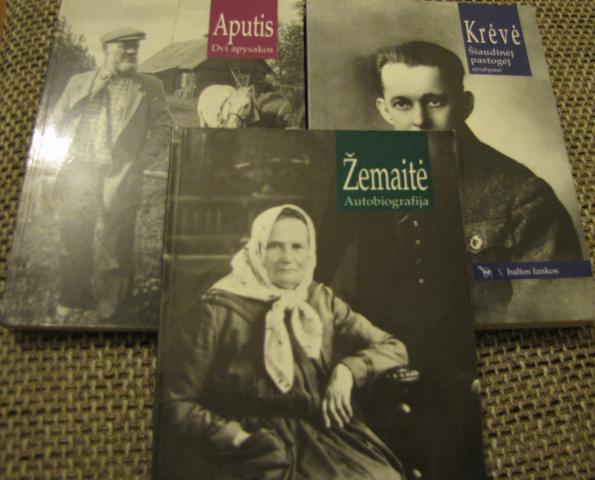 Aputis
Dvi apysakos
Krėvė
Šiaudinėj
pastogėj
apsakymai
Žemaitė
Autobiografija
baltos lankos